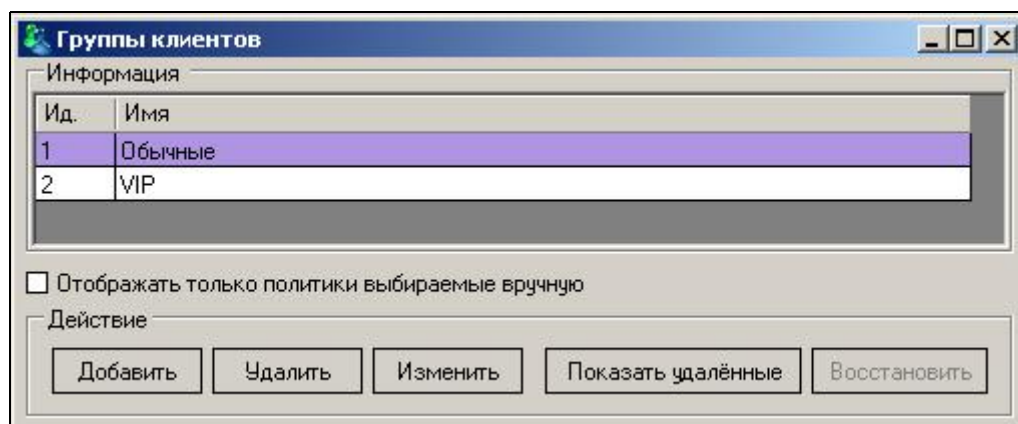 Группы клиентов
Информация
Ид. Имя
1 Обычные
2 VIP
Отображать только политики выбираемые вручную
Действие
Добавить Удалить Изменить Показать удалённые Восстановить